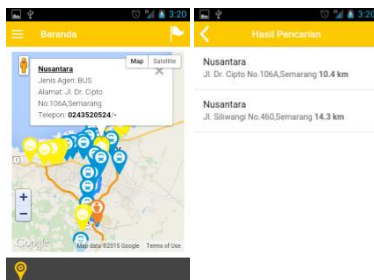 3:20
Beranda
Map Satellite
Nusantara
Jenis Agen: BUS
Alamat: Jl. Dr. Cipto
No.106A,Semarang
Telepon: 0243520524/-
+
-
Google
Map data ©2015 Google Terms of Use
3:20
Hasil Pencarian
Nusantara
Jl. Dr. Cipto No.106A,Semarang 10.4 km
Nusantara
Jl. Siliwangi No.460,Semarang 14.3 km